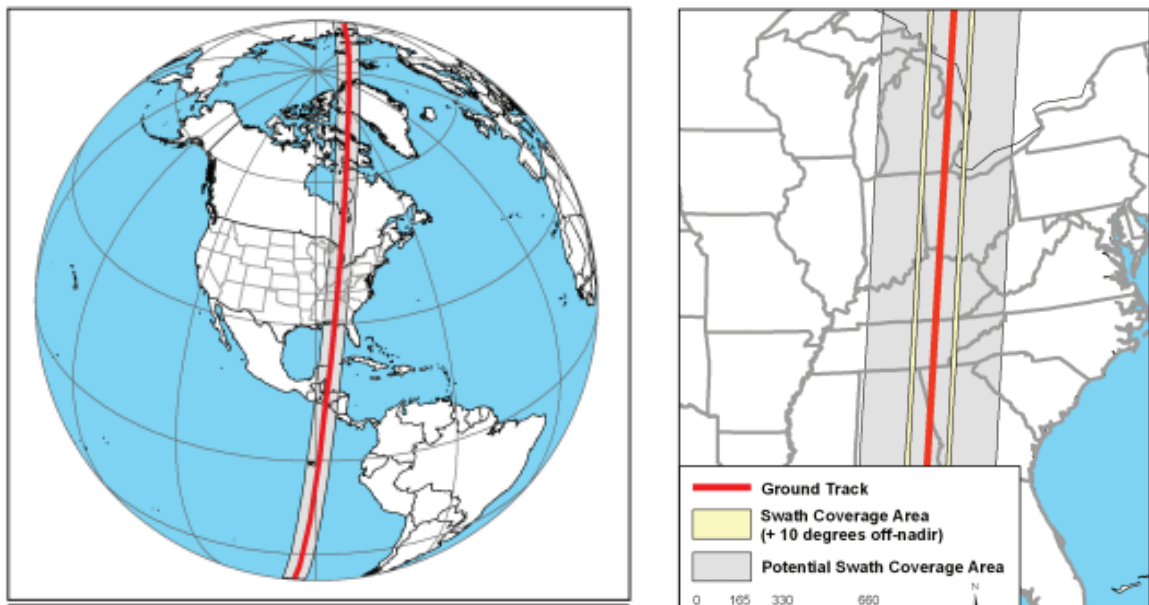 Ground Track
Swath Coverage Area
(+ 10 degrees off-nadir)
Potential Swath Coverage Area
N
0 165 330 660